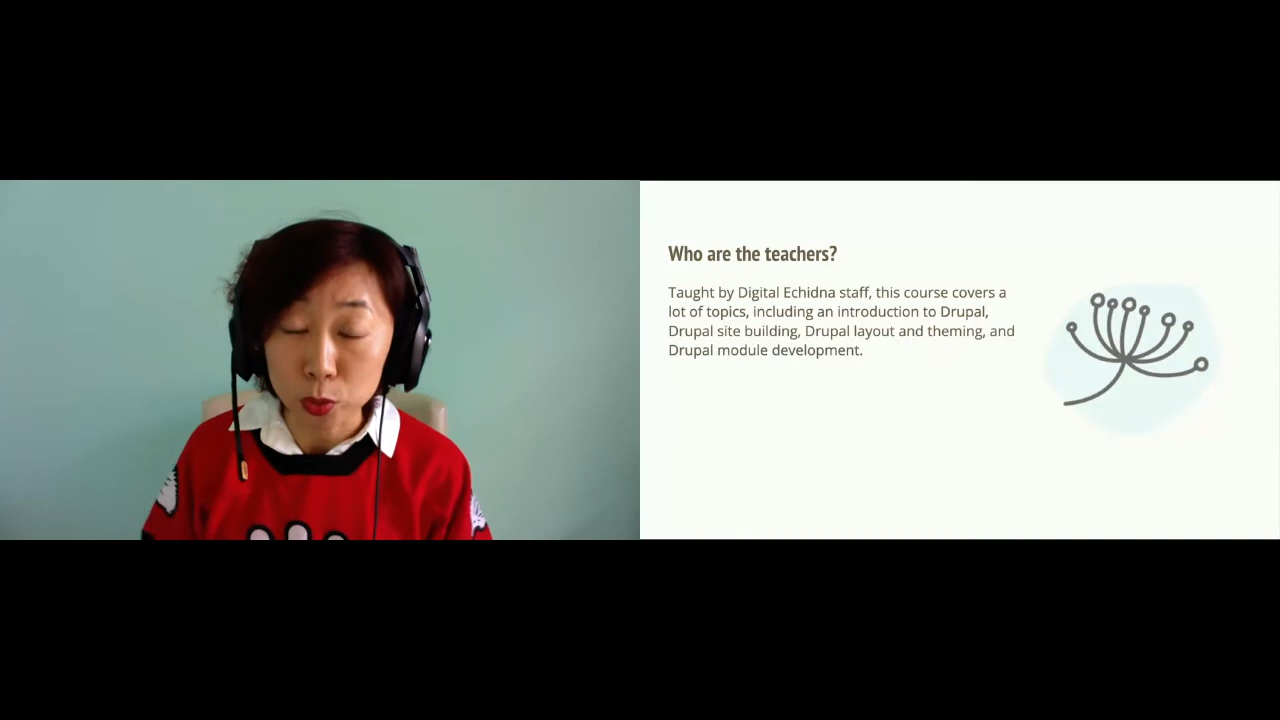 Who are the teachers?
Taught by Digital Echidna staff, this course covers a
lot of topics, including an introduction to Drupal,
Drupal site building, Drupal layout and theming, and
Drupal module development.